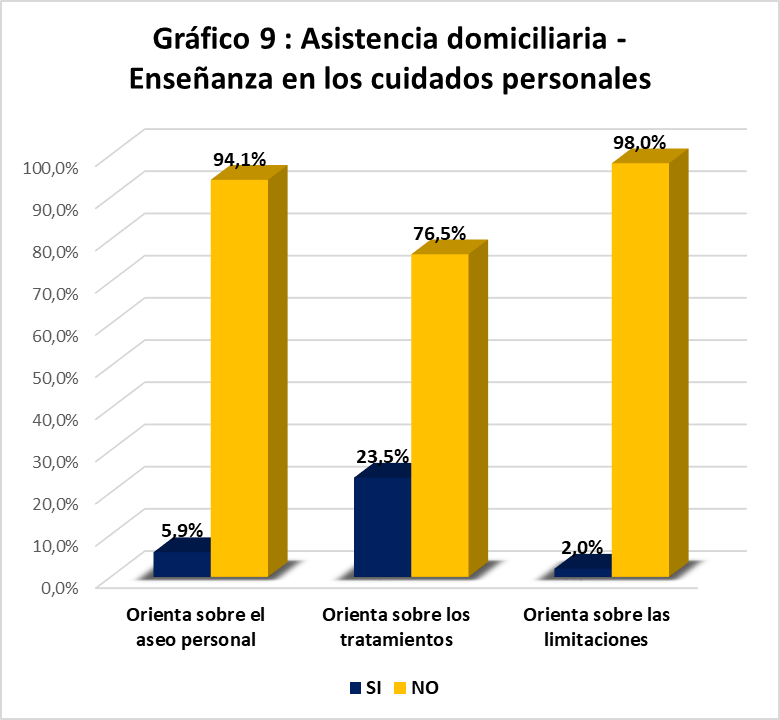 Gráfico 9 : Asistencia domiciliaria -
Enseñanza en los cuidados personales
100,0%
90,0%
80,0%
70,0%
60,0%
50,0%
40,0%
30,0%
20,0%
10,0%
0,0%
94,1%
76,5%
98,0%
5,9%
23,5%
2,0%
Orienta sobre el
aseo personal
Orienta sobre los
tratamientos
Orienta sobre las
limitaciones
SI NO